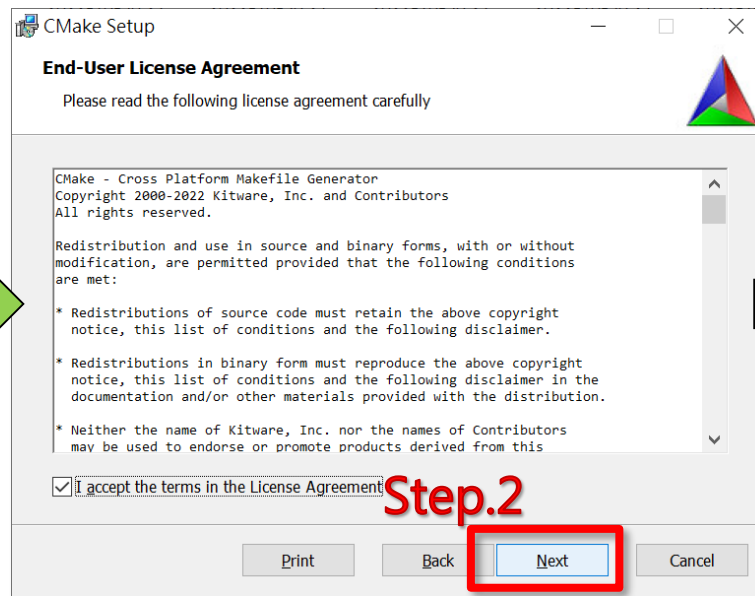 CMake Setup
End-User License Agreement
Please read the following license agreement carefully
CMake - Cross Platform Makefile Generator
Copyright 2000-2022 Kitware, Inc. and Contributors
All rights reserved.
Redistribution and use in source and binary forms, with or without
modification, are permitted provided that the following conditions
are met:
* Redistributions of source code must retain the above copyright
notice, this list of conditions and the following disclaimer.
* Redistributions in binary form must reproduce the above copyright
notice, this list of conditions and the following disclaimer in the
documentation and/or other materials provided with the distribution.
* Neither the name of Kitware, Inc. nor the names of Contributors
may be used to endorse or promote products derived from this
I accept the terms in the License Agreement
Step.2
Print Back Next Cancel